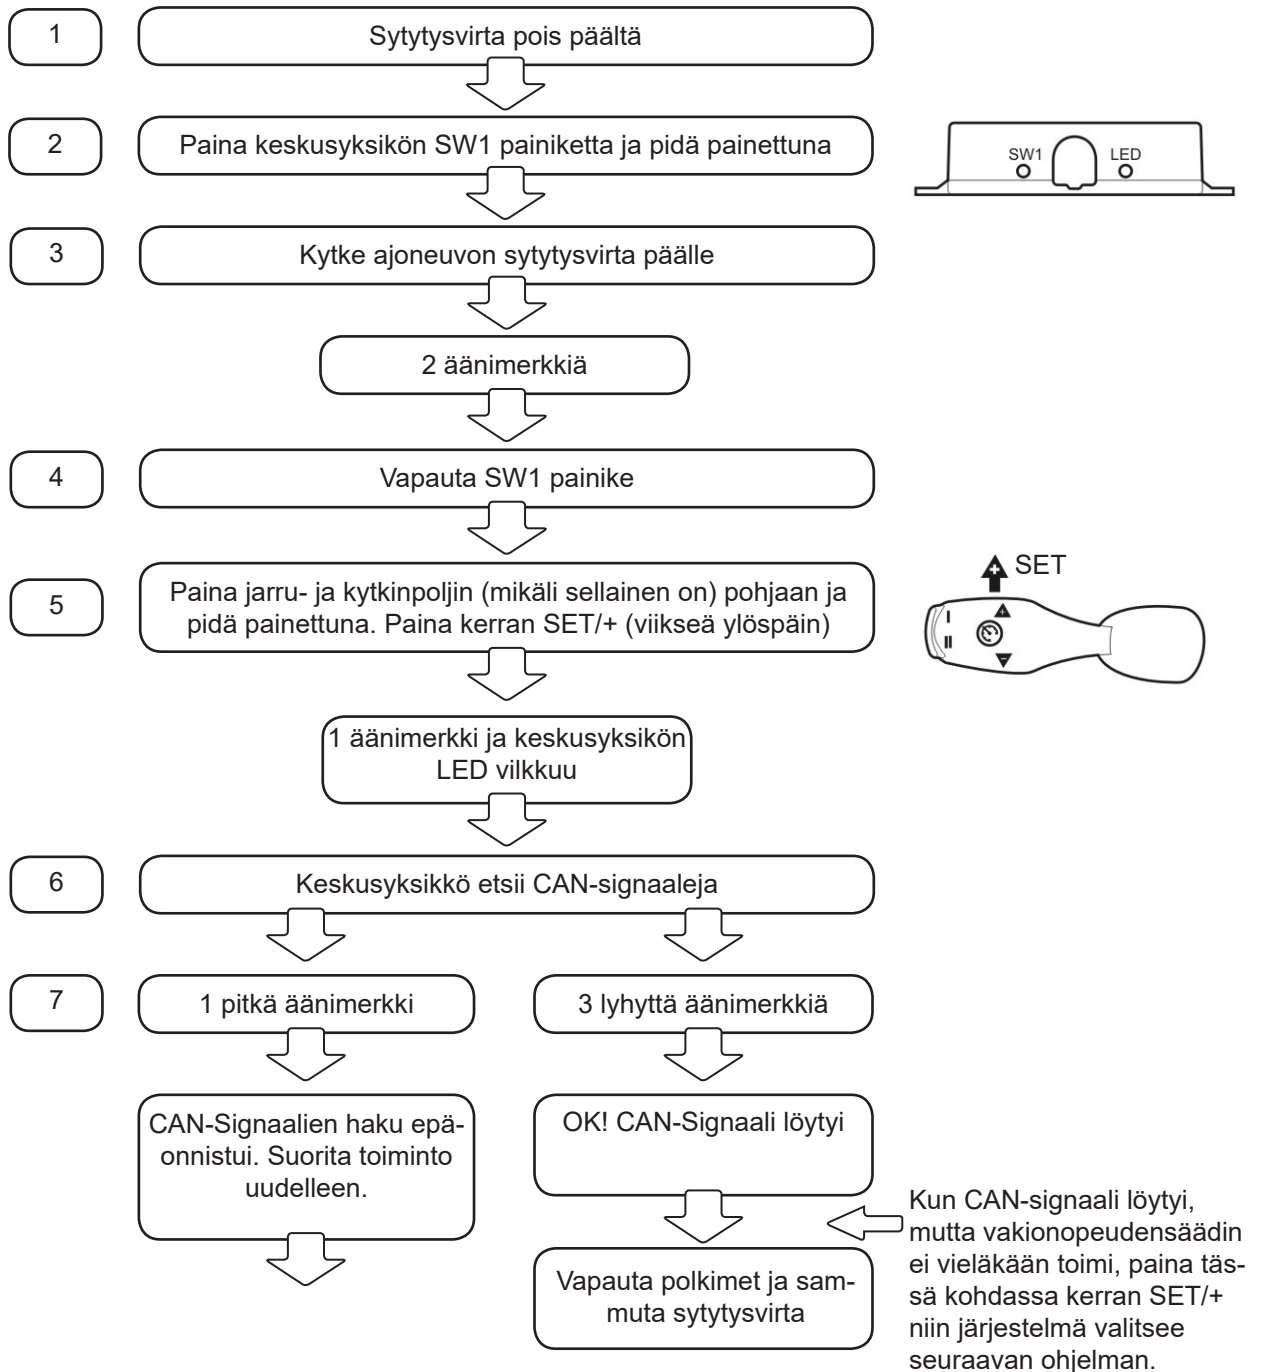 1
Sytytysvirta pois päältä
2
Paina keskusyksikön SW1 painiketta ja pidä painettuna
SW1
LED
3
Kytke ajoneuvon sytytysvirta päälle
2 äänimerkkiä
4
Vapauta SW1 painike
5
Paina jarru- ja kytkinpoljin (mikäli sellainen on) pohjaan ja
pidä painettuna. Paina kerran SET/+ (viikseä ylöspäin)
SET
I
II
1 äänimerkki ja keskusyksikön
LED vilkkuu
6
Keskusyksikkö etsii CAN-signaaleja
7
1 pitkä äänimerkki
3 lyhyttä äänimerkkiä
CAN-Signaalien haku epä-
onnistui. Suorita toiminto
uudelleen.
OK! CAN-Signaali löytyi
Kun CAN-signaali löytyi,
mutta vakionopeudensäädin
ei vieläkään toimi, paina täs-
sä kohdassa kerran SET/+
niin järjestelmä valitsee
seuraavan ohjelman.
Vapauta polkimet ja sam-
muta sytytysvirta